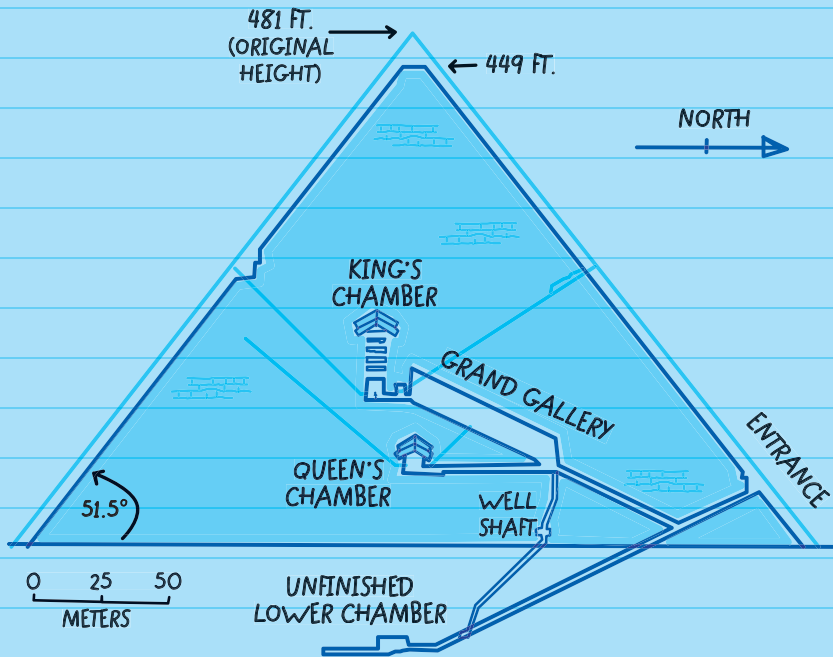 481 FT.
(ORIGINAL
HEIGHT)
449 FT.
NORTH
KING'S
CHAMBER
GRAND GALLERY
ENTRANCE
QUEEN'S
CHAMBER
WELL
SHAFT
51.5°
0 25 50
METERS
UNFINISHED
LOWER CHAMBER